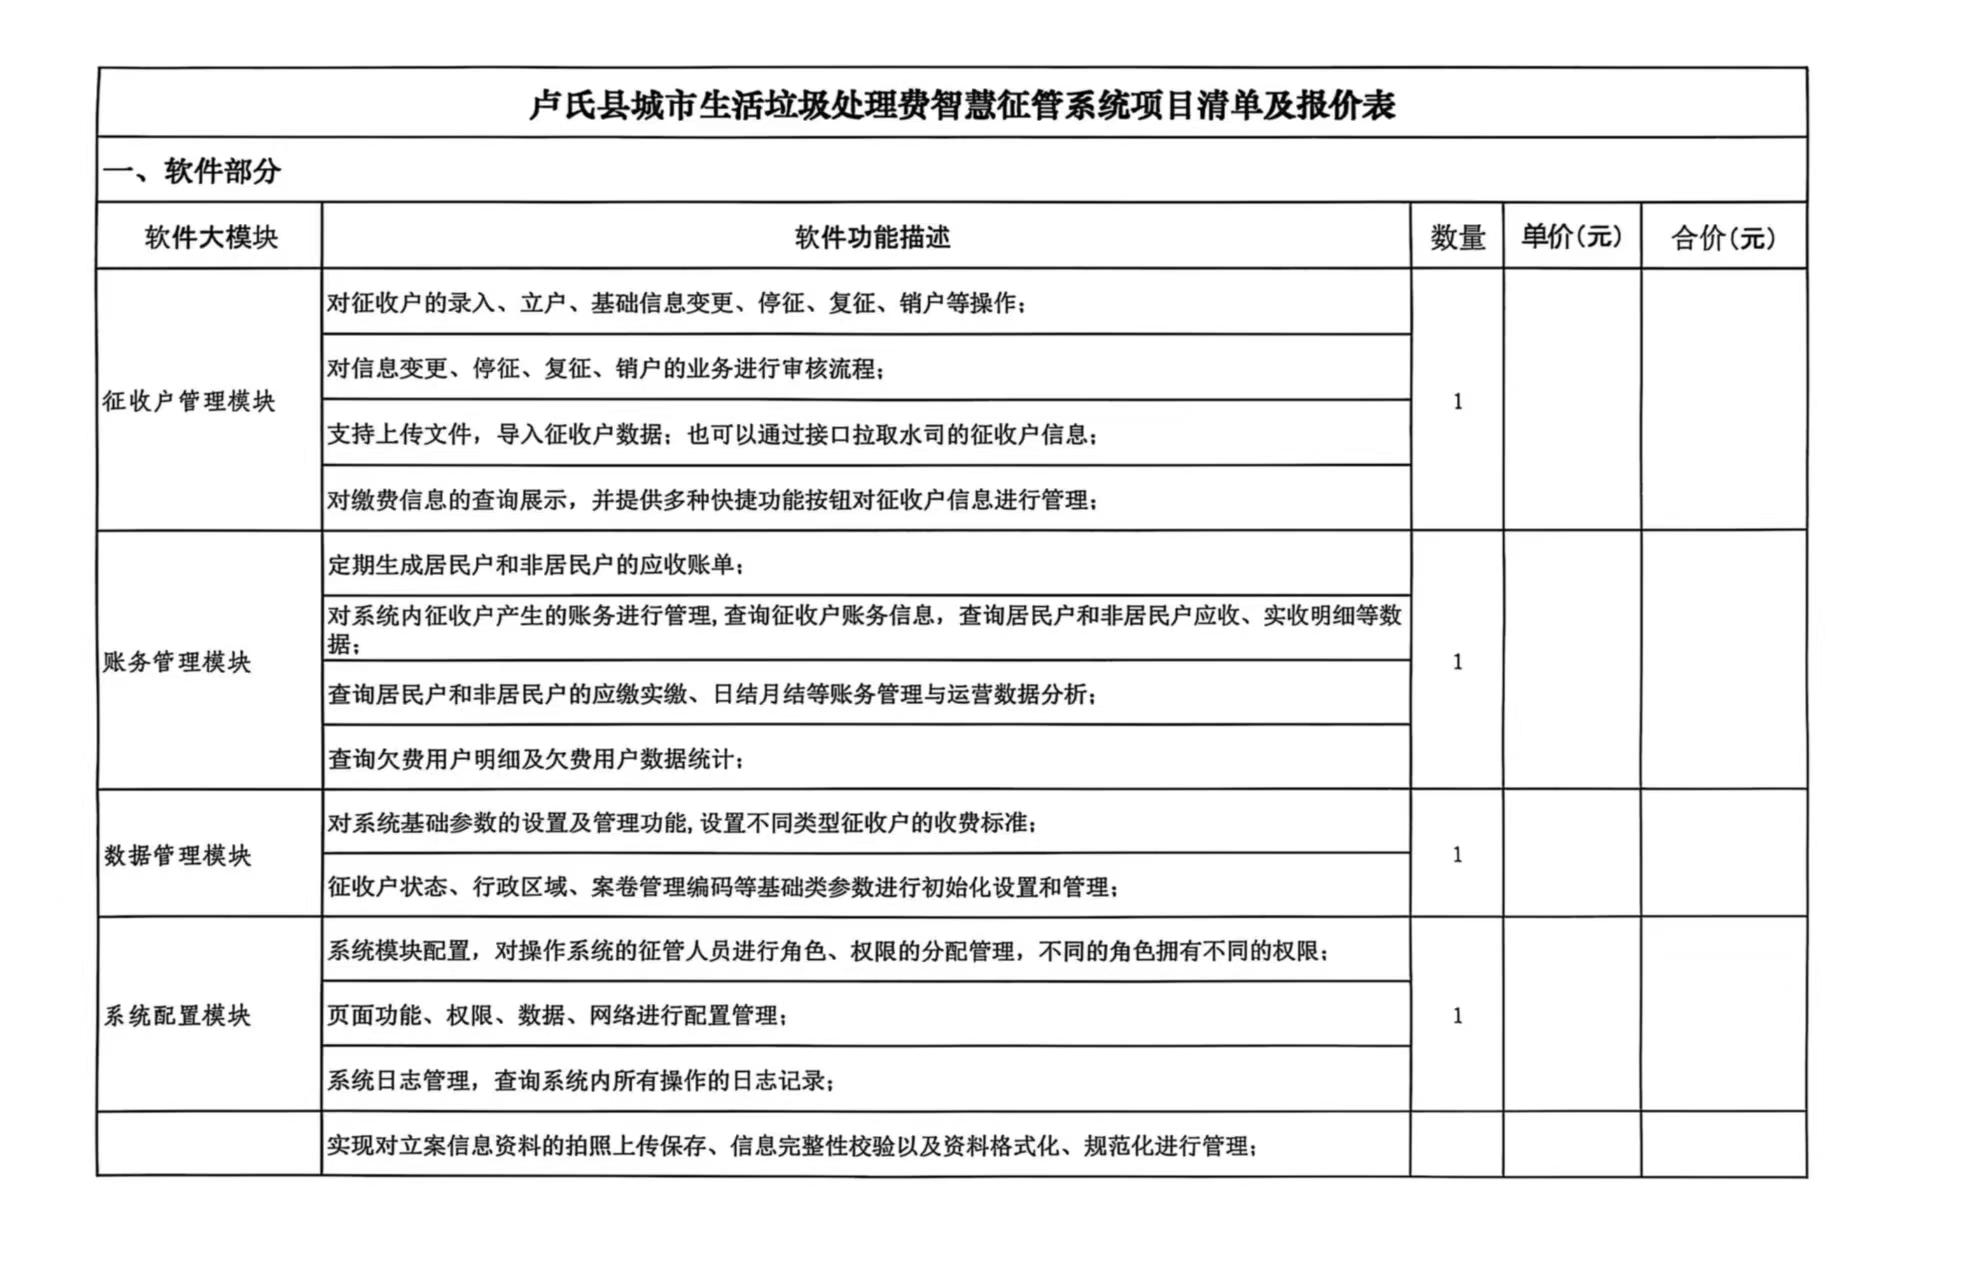 卢氏县城市生活垃圾处理费智慧征管系统项目清单及报价表
一、软件部分
软件大模块 软件功能描述 数量 单价(元) 合价(元)
征收户管理模块
对征收户的录入、立户、基础信息变更、停征、复征、销户等操作；
对信息变更、停征、复征、销户的业务进行审核流程；
支持上传文件，导入征收户数据；也可以通过接口拉取水司的征收户信息；
对缴费信息的查询展示，并提供多种快捷功能按钮对征收户信息进行管理；
1
账务管理模块
定期生成居民户和非居民户的应收账单；
对系统内征收户产生的账务进行管理,查询征收户账务信息，查询居民户和非居民户应收、实收明细等数
据；
查询居民户和非居民户的应缴实缴、日结月结等账务管理与运营数据分析；
查询欠费用户明细及欠费用户数据统计；
1
数据管理模块
对系统基础参数的设置及管理功能,设置不同类型征收户的收费标准；
征收户状态、行政区域、案卷管理编码等基础类参数进行初始化设置和管理；
1
系统配置模块
系统模块配置，对操作系统的征管人员进行角色、权限的分配管理，不同的角色拥有不同的权限；
页面功能、权限、数据、网络进行配置管理；
系统日志管理，查询系统内所有操作的日志记录；
1
实现对立案信息资料的拍照上传保存、信息完整性校验以及资料格式化、规范化进行管理；